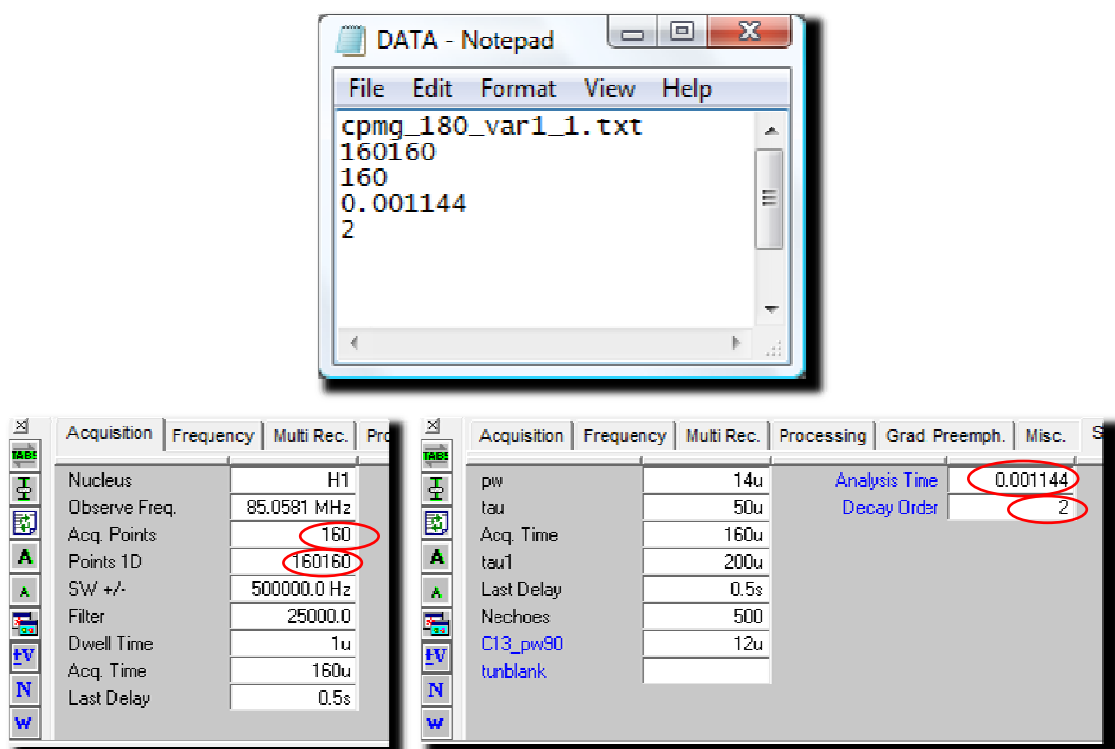 DATA - Notepad
File Edit Format View Help
cpmg_180_var1_1.txt
160160
160
0.001144
2
Acquisition Frequency Multi Rec. Pro
TABS
Nucleus H1
Observe Freq. 85.0581 MHz
Acq. Points 160
Points 1D 160160
SW +/- 500000.0 Hz
Filter 25000.0
Dwell Time 1u
Acq. Time 160u
Last Delay 0.5s
A
A
±V
N
W
Acquisition Frequency Multi Rec. Processing Grad Preemph. Misc. S
TABS
pw 14u Analysis Time 0.001144
tau 50u Decay Order 2
Acq. Time 160u
tau1 200u
Last Delay 0.5s
Nechoes 500
C13_pw90 12u
tunblank
A
A
±V
N
W